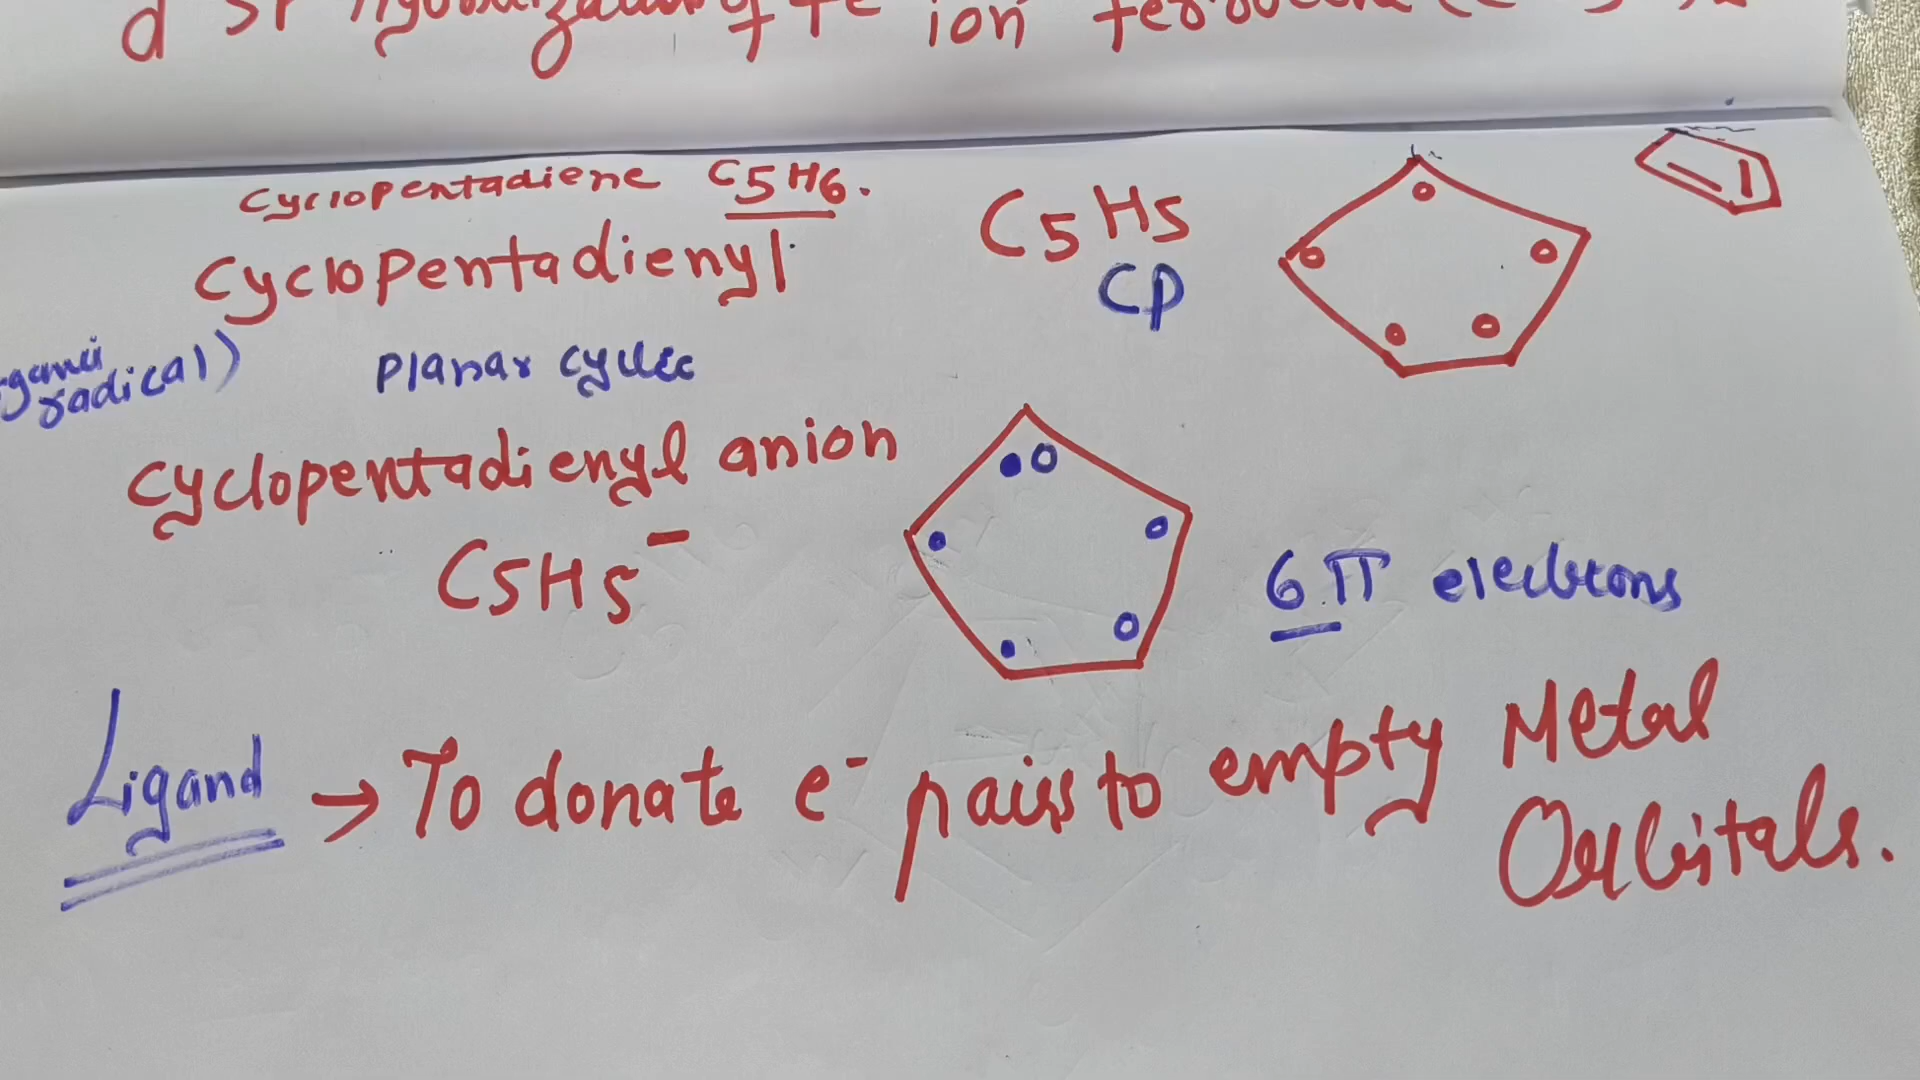 ion
Cyclopentadiene C5H6.
Cyclopentadienyl
C5H5
CP
radical)
Planar cyclic
Cyclopentadienyl anion
C5H5⁻
6 π electrons
Ligand → To donate e⁻ pairs to empty Metal
Orbitals.